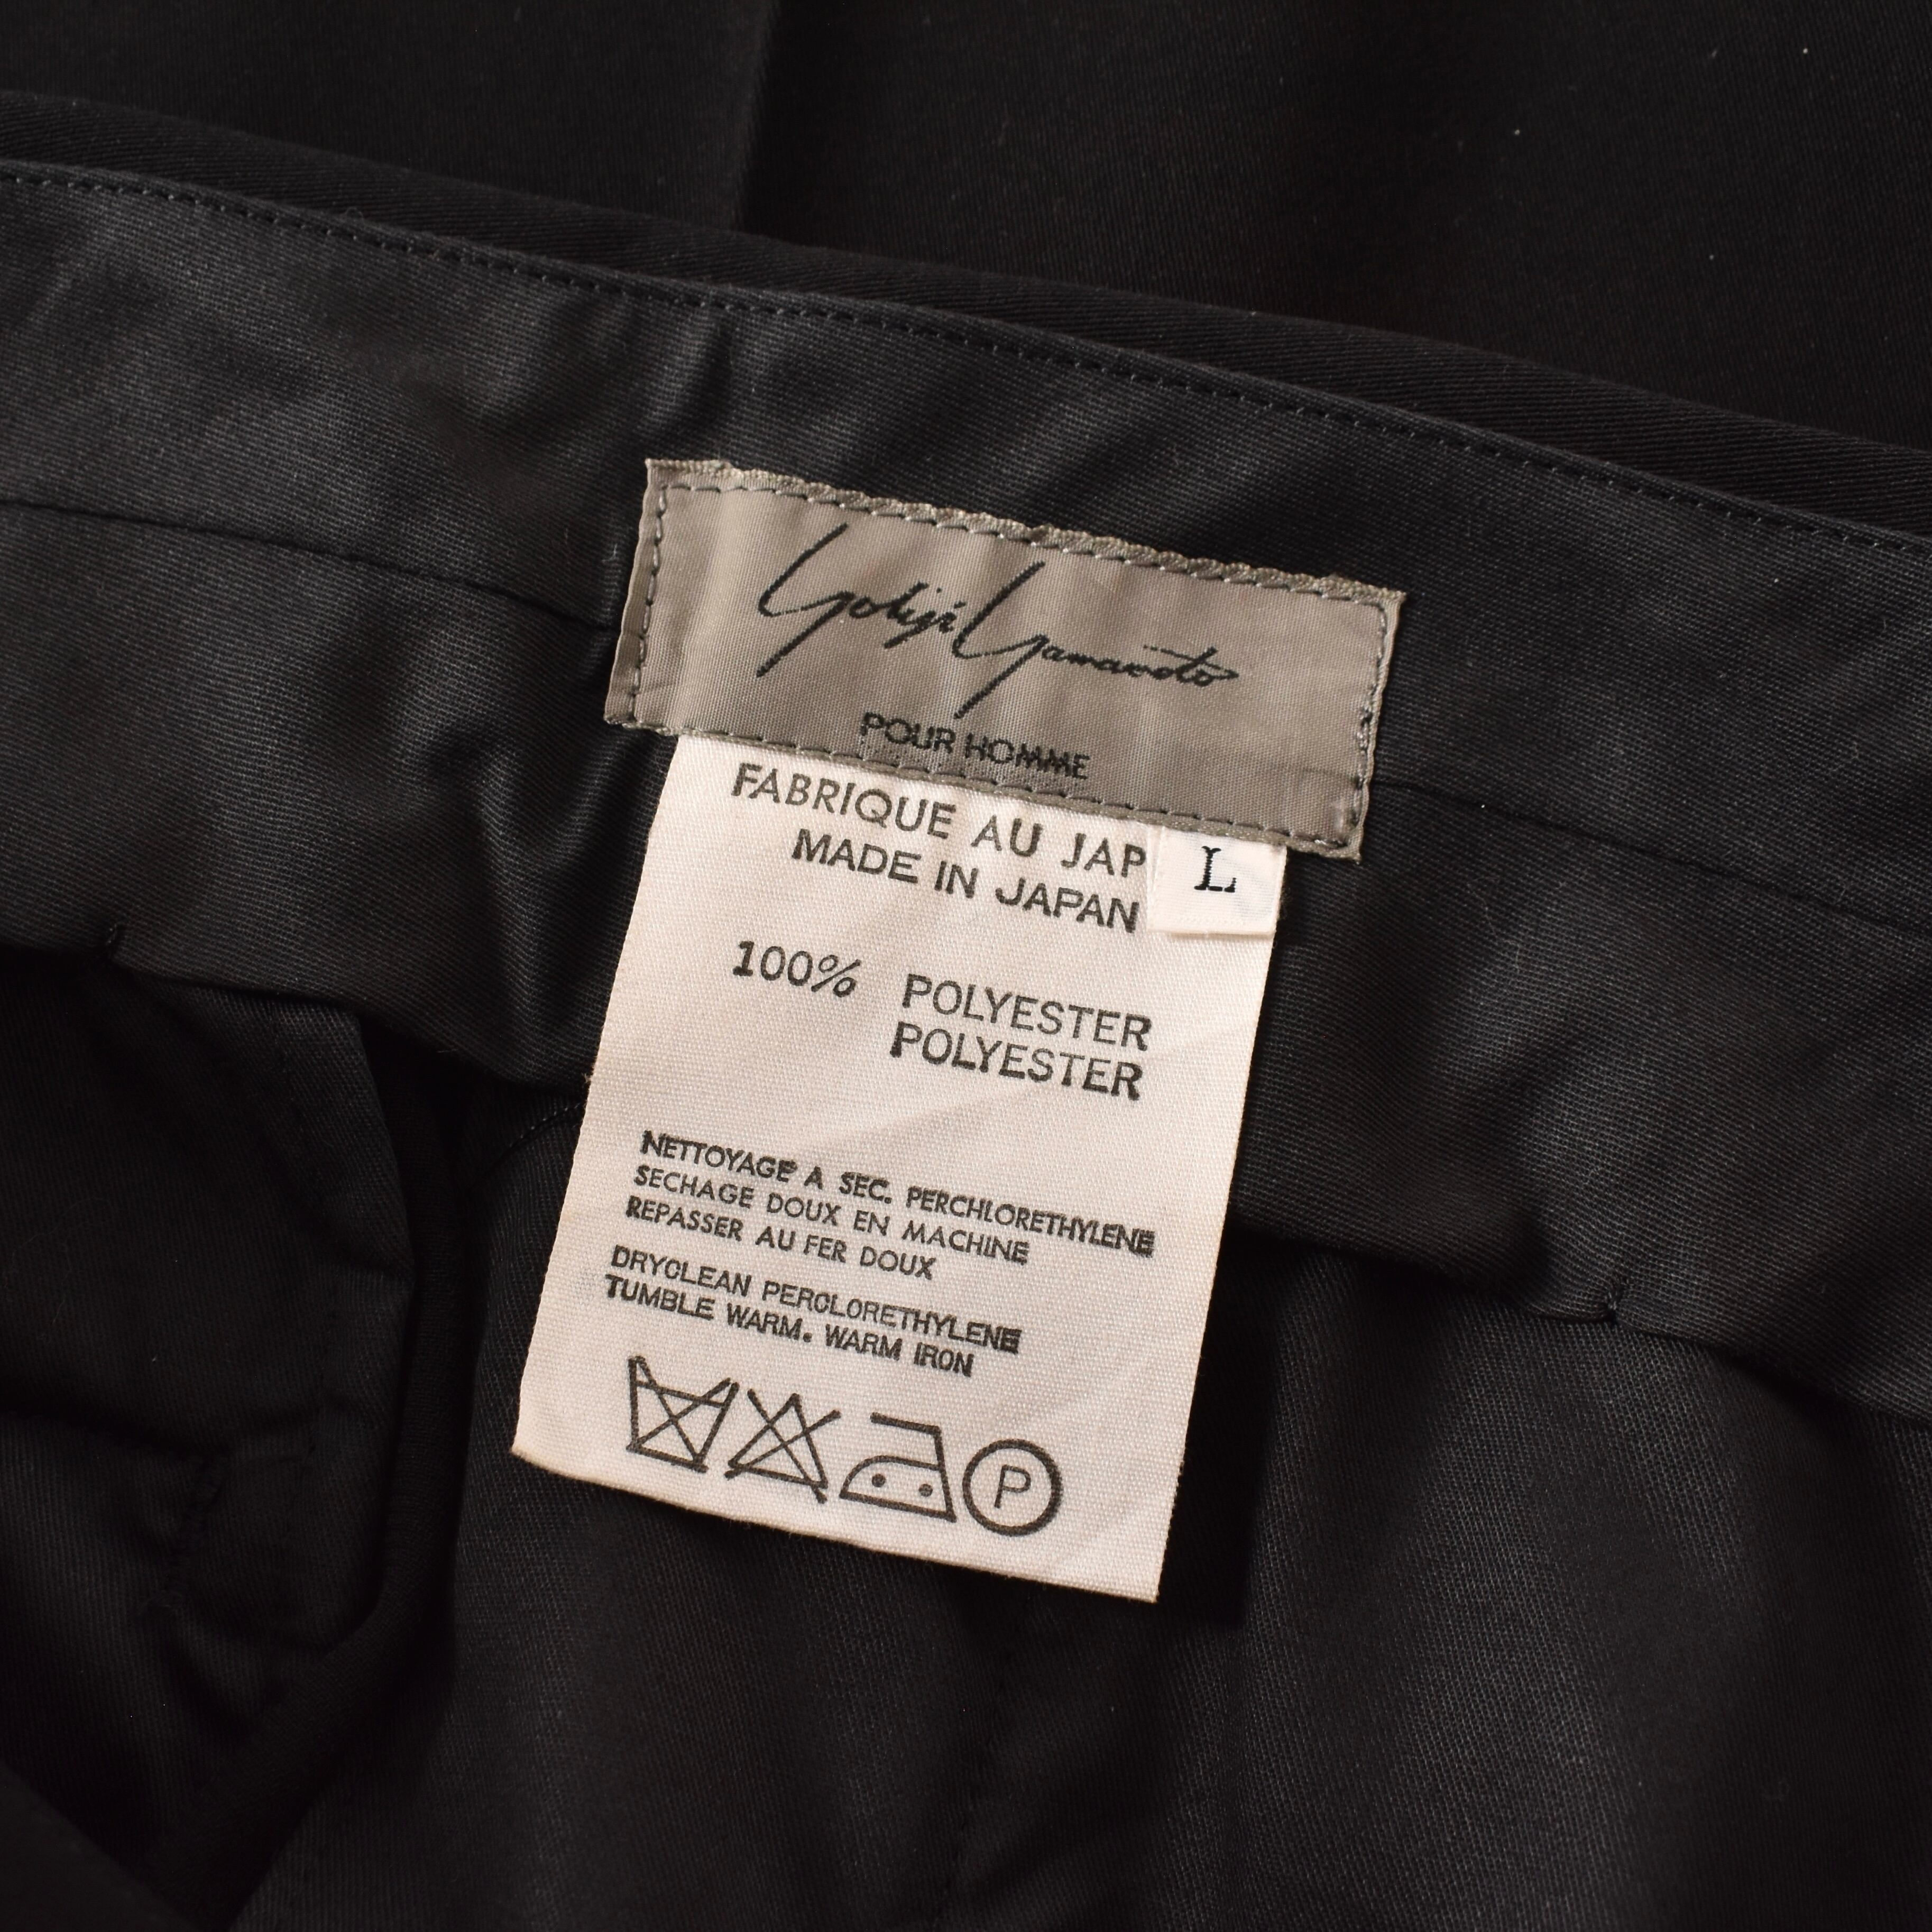 Yohji Yamamoto
POUR HOMME
FABRIQUE AU JAP
MADE IN JAPAN
L
100% POLYESTER
POLYESTER
NETTOYAGE A SEC. PERCHLORETHYLENE
SECHAGE DOUX EN MACHINE
REPASSER AU FER DOUX
DRYCLEAN PERCLORETHYLENE
TUMBLE WARM. WARM IRON
P